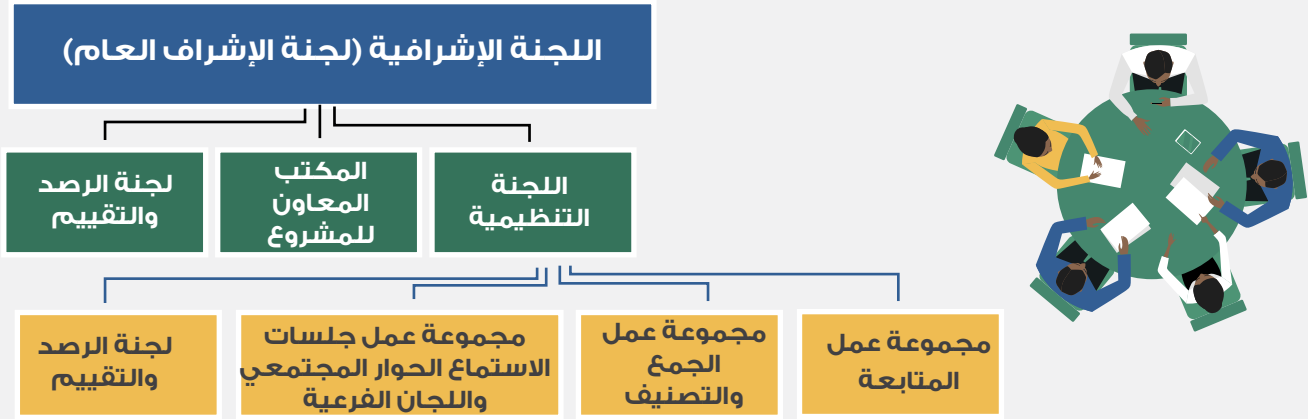 اللجنة الإشرافية (لجنة الإشراف العام)
اللجنة
التنظيمية
المكتب
المعاون
للمشروع
لجنة الرصد
والتقييم
مجموعة عمل
المتابعة
مجموعة عمل
الجمع
والتصنيف
مجموعة عمل جلسات
الاستماع الحوار المجتمعي
واللجان الفرعية
لجنة الرصد
والتقييم